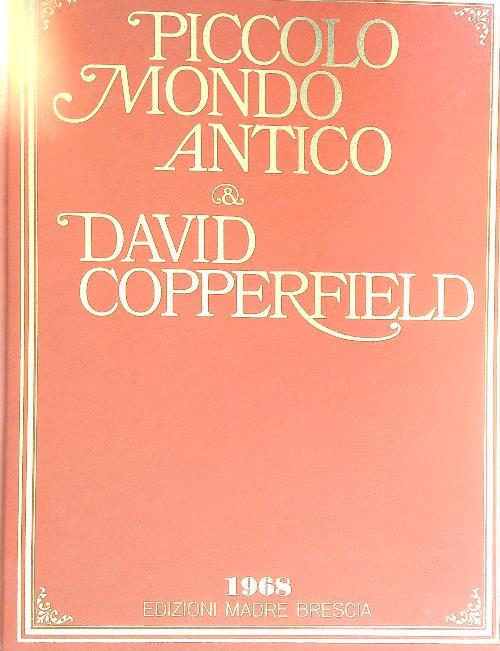 PICCOLO
MONDO
ANTICO
&
DAVID
COPPERFIELD
1968
EDIZIONI MADRE BRESCIA